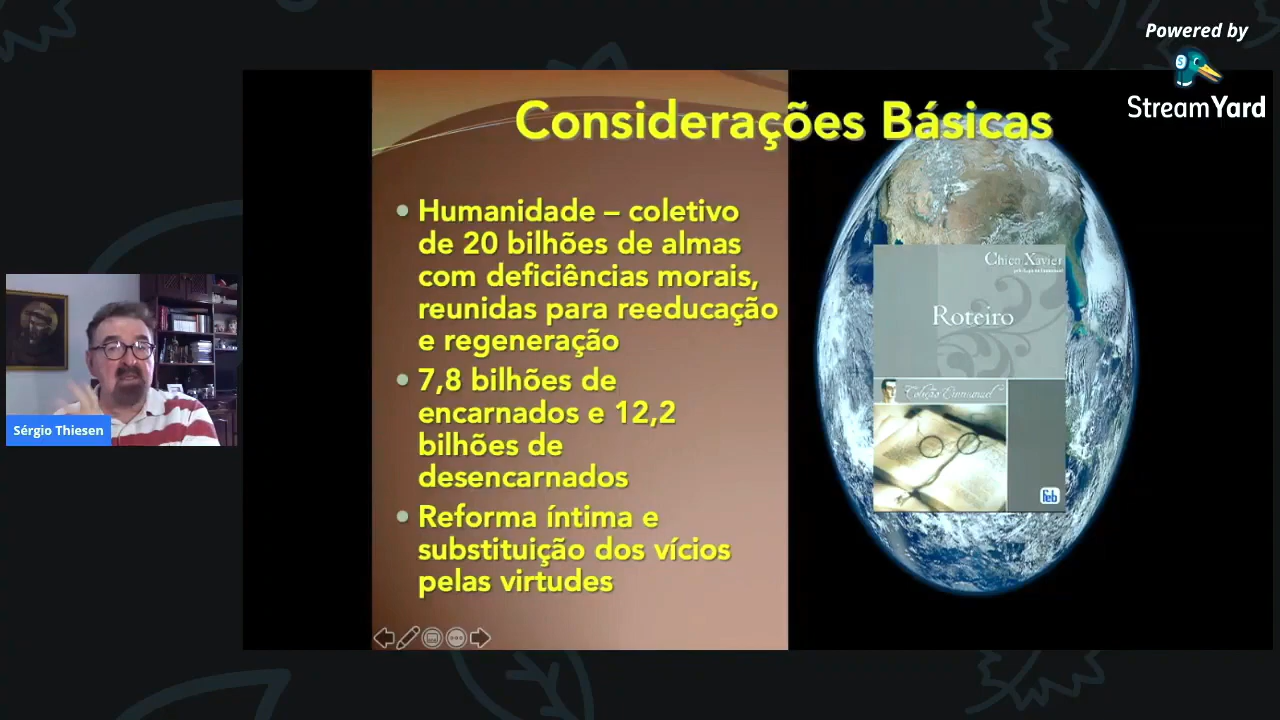 Powered by
StreamYard
Considerações Básicas
Humanidade – coletivo
de 20 bilhões de almas
com deficiências morais,
reunidas para reeducação
e regeneração
7,8 bilhões de
encarnados e 12,2
bilhões de
desencarnados
Reforma íntima e
substituição dos vícios
pelas virtudes
Chico Xavier
Roteiro
Coleção Emmanuel
feb
Sérgio Thiesen